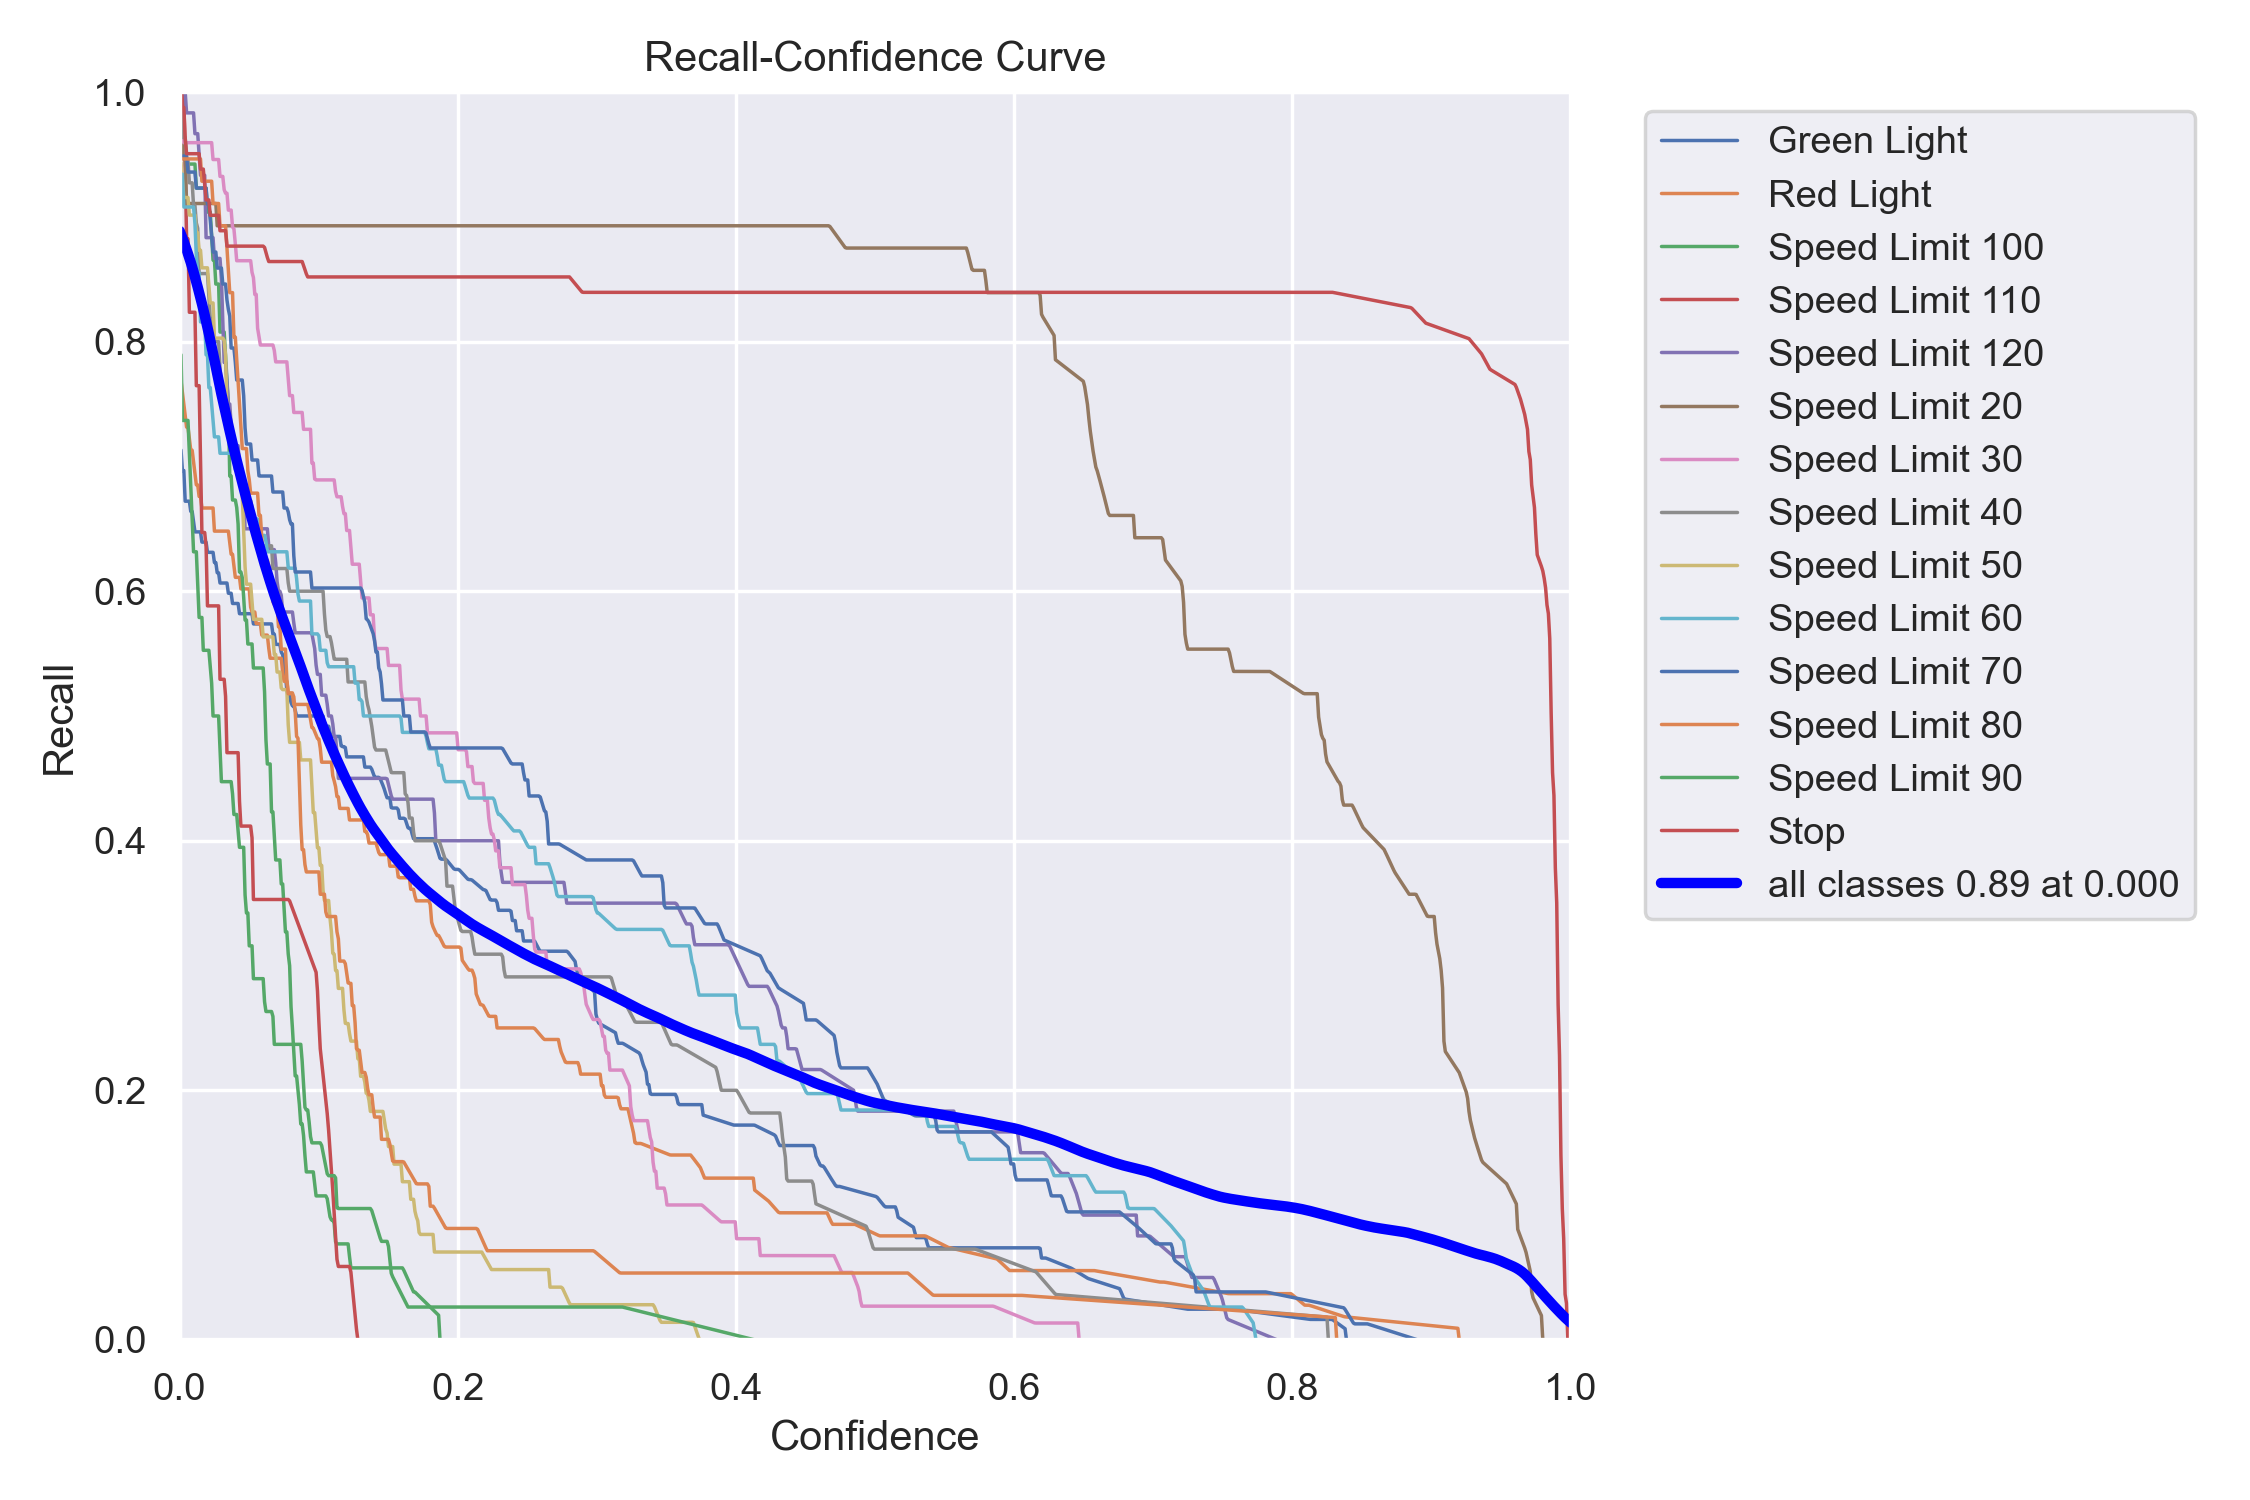 Recall-Confidence Curve
1.0
0.8
0.6
0.4
0.2
0.0
Recall
0.0 0.2 0.4 0.6 0.8 1.0
Confidence
Green Light
Red Light
Speed Limit 100
Speed Limit 110
Speed Limit 120
Speed Limit 20
Speed Limit 30
Speed Limit 40
Speed Limit 50
Speed Limit 60
Speed Limit 70
Speed Limit 80
Speed Limit 90
Stop
all classes 0.89 at 0.000